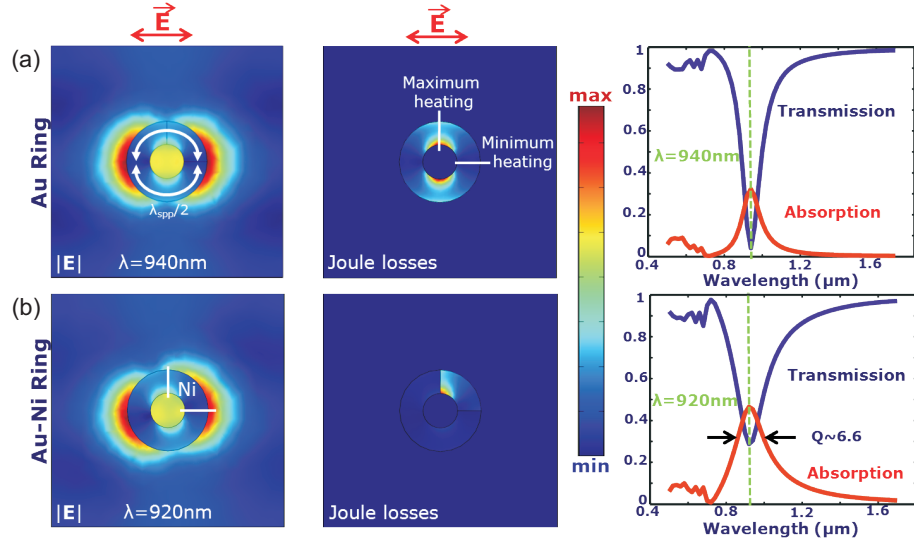 E
E
(a)
Au Ring
λspp/2
|E|
λ=940nm
Maximum
heating
Minimum
heating
Joule losses
max
1
0.8
0.6
0.4
0.2
0
Transmission
λ=940nm
Absorption
0.4
0.8
1.2
1.6
Wavelength (μm)
(b)
Au–Ni Ring
Ni
|E|
λ=920nm
Joule losses
min
1
0.8
0.6
0.4
0.2
0
Transmission
λ=920nm
Q~6.6
Absorption
0.4
0.8
1.2
1.6
Wavelength (μm)